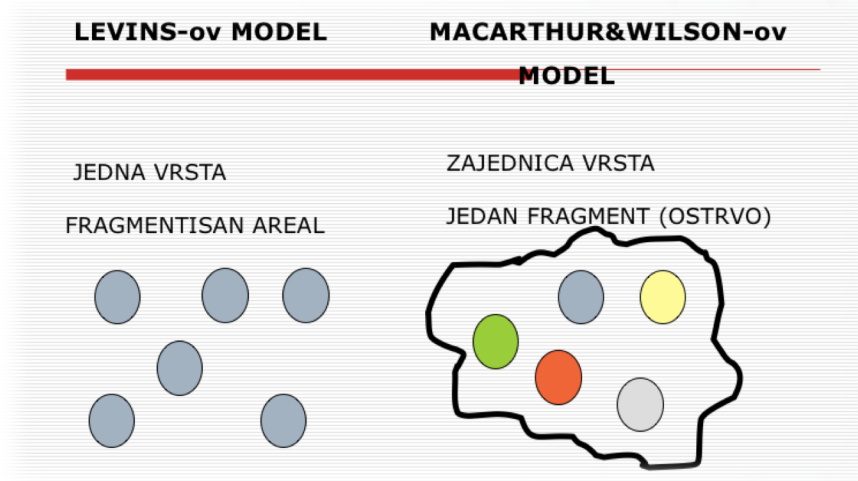 LEVINS-ov MODEL
MACARTHUR&WILSON-ov
MODEL
JEDNA VRSTA
FRAGMENTISAN AREAL
ZAJEDNICA VRSTA
JEDAN FRAGMENT (OSTRVO)